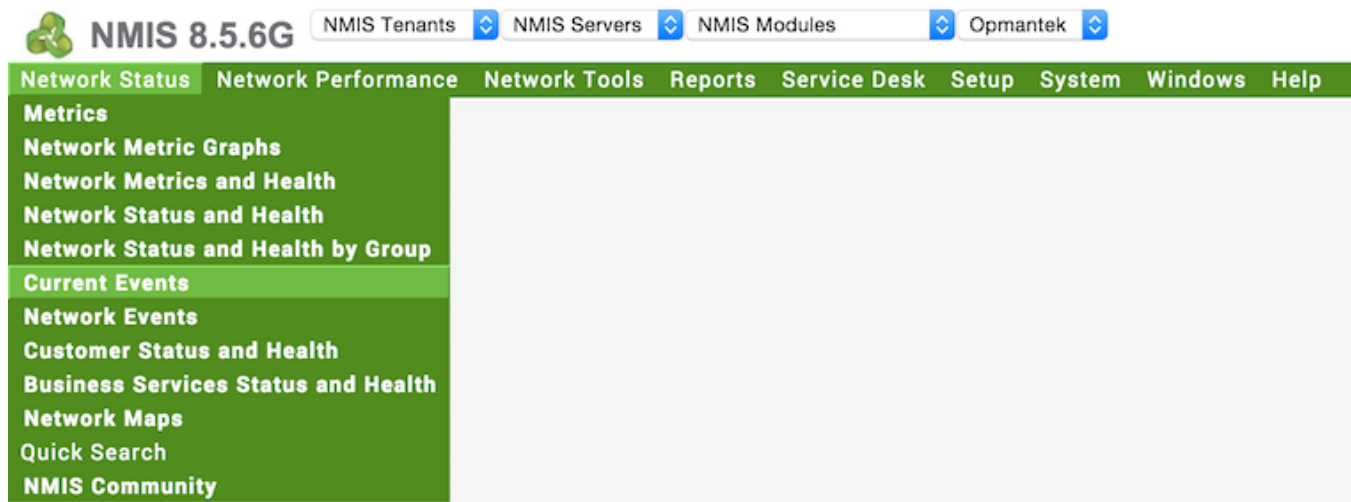 NMIS 8.5.6G NMIS Tenants NMIS Servers NMIS Modules Opmantek
Network Status Network Performance Network Tools Reports Service Desk Setup System Windows Help
Metrics
Network Metric Graphs
Network Metrics and Health
Network Status and Health
Network Status and Health by Group
Current Events
Network Events
Customer Status and Health
Business Services Status and Health
Network Maps
Quick Search
NMIS Community